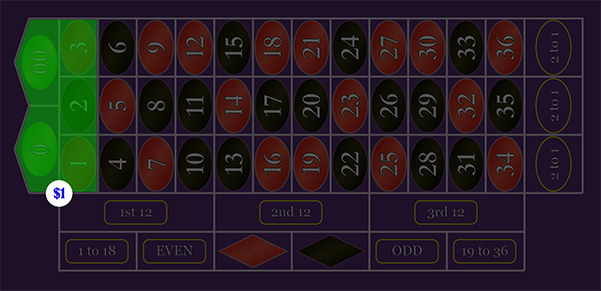 00 3 6 9 12 15 18 21 24 27 30 33 36 2 to 1
2 5 8 11 14 17 20 23 26 29 32 35 2 to 1
0 1 4 7 10 13 16 19 22 25 28 31 34 2 to 1
$1
1st 12 2nd 12 3rd 12
1 to 18 EVEN ODD 19 to 36